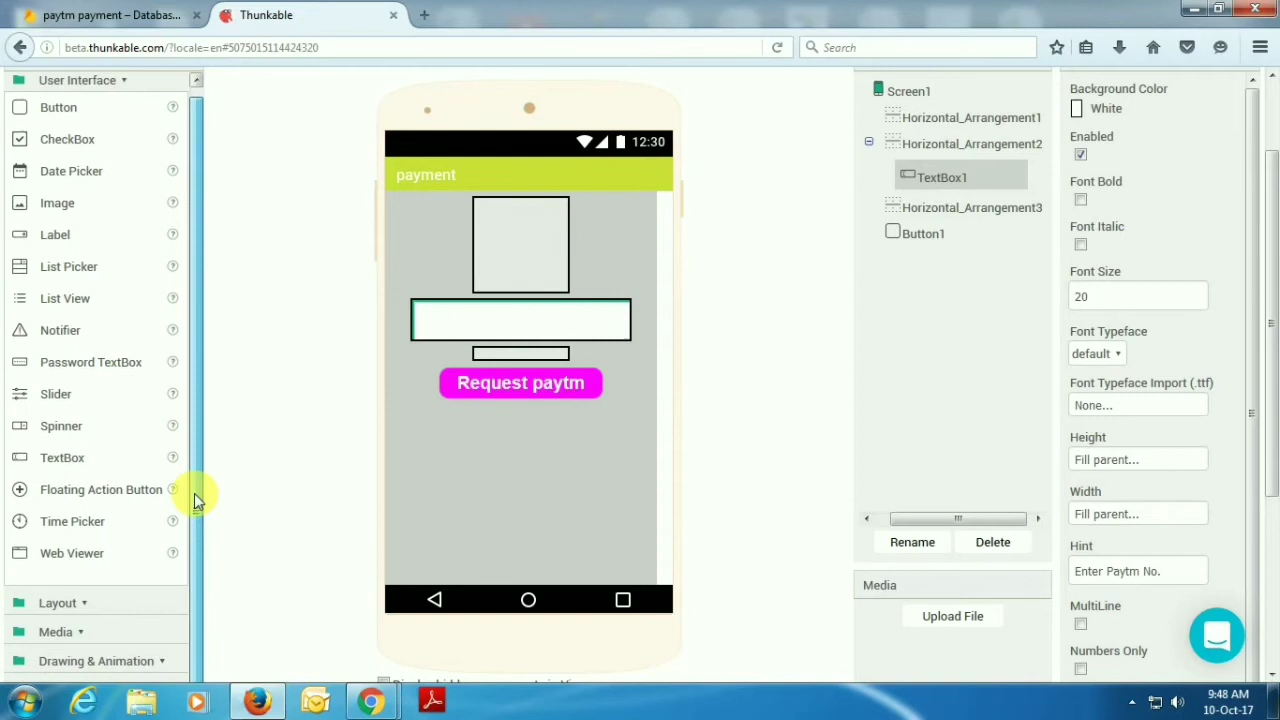 paytm payment – Databas...
Thunkable
beta.thunkable.com/?locale=en#5075015114424320
Search
User Interface
Button
CheckBox
Date Picker
Image
Label
List Picker
List View
Notifier
Password TextBox
Slider
Spinner
TextBox
Floating Action Button
Time Picker
Web Viewer
Layout
Media
Drawing & Animation
12:30
payment
Request paytm
Screen1
Horizontal_Arrangement1
Horizontal_Arrangement2
TextBox1
Horizontal_Arrangement3
Button1
Rename
Delete
Media
Upload File
Background Color
White
Enabled
Font Bold
Font Italic
Font Size
20
Font Typeface
default
Font Typeface Import (.ttf)
None...
Height
Fill parent...
Width
Fill parent...
Hint
Enter Paytm No.
MultiLine
Numbers Only
9:48 AM
10-Oct-17